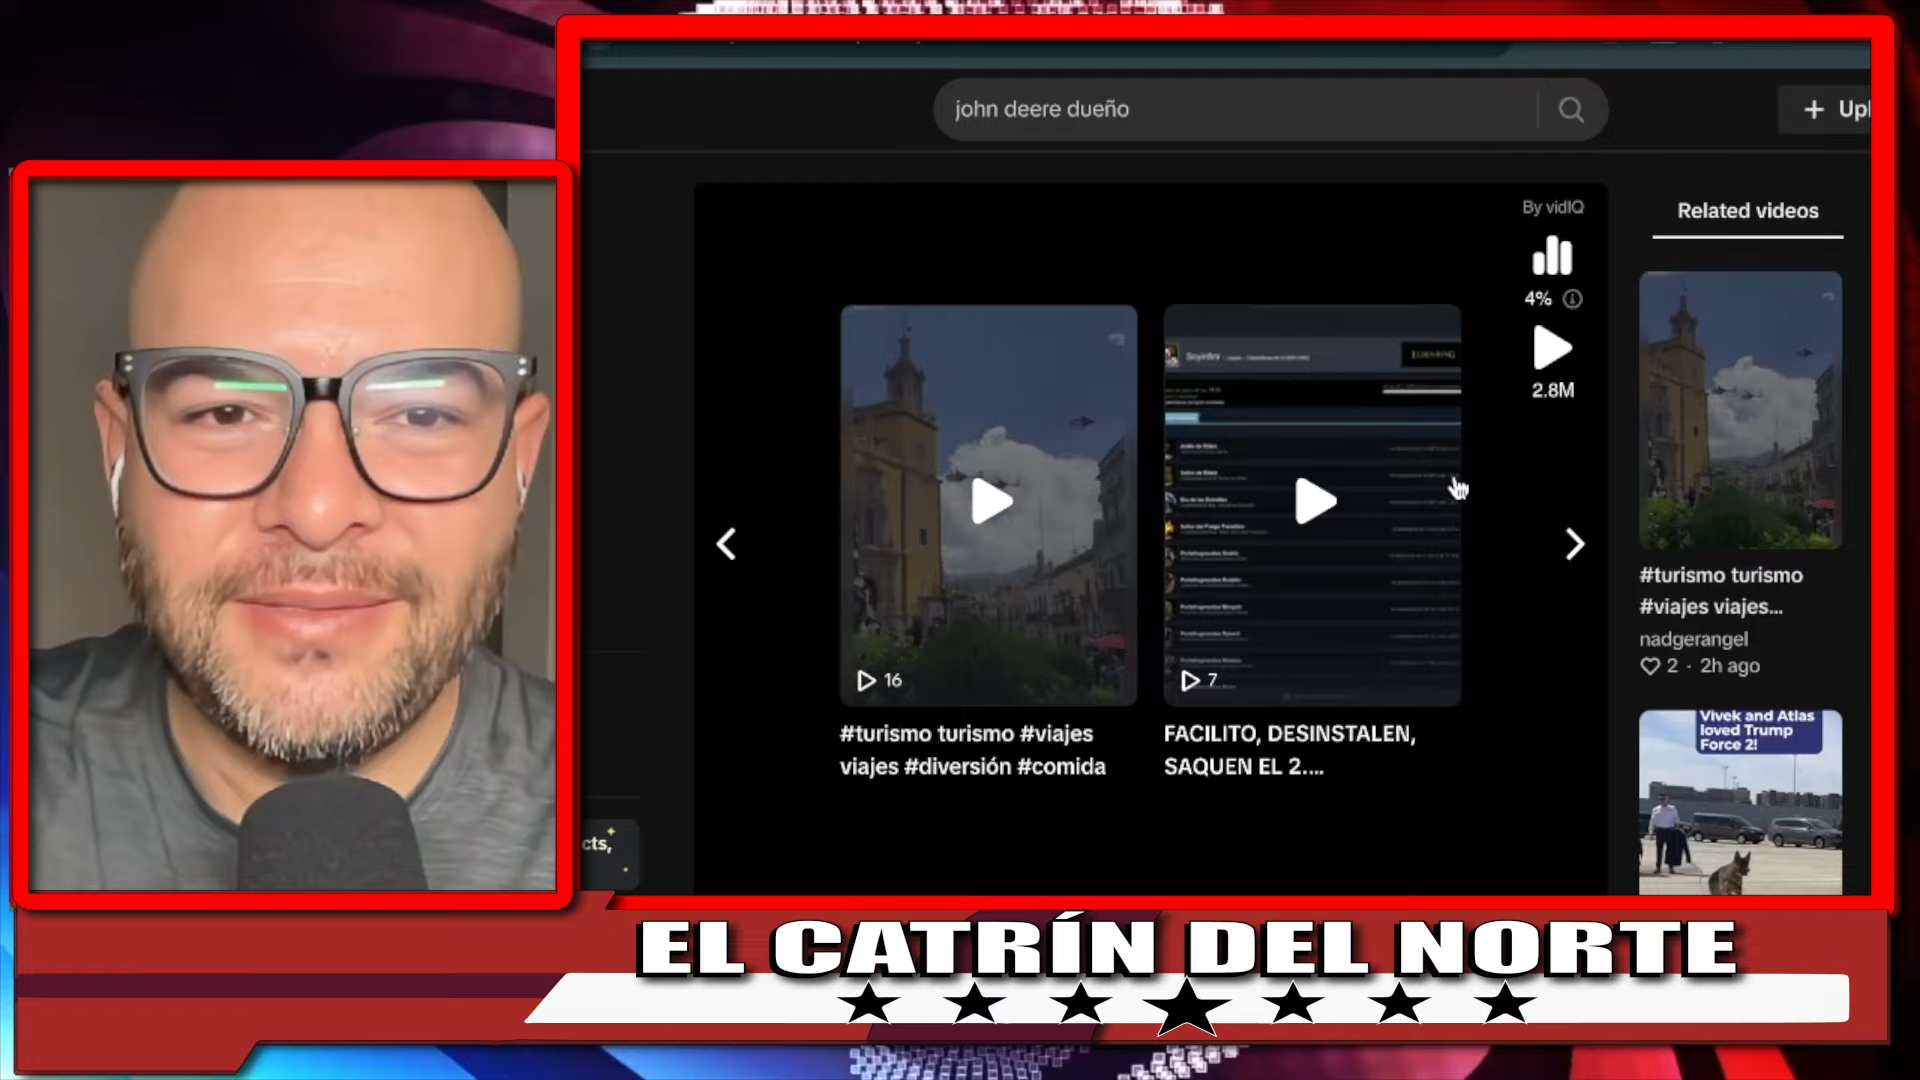 john deere dueño
+ Upl
By vidIQ
4%
2.8M
Related videos
Soyinfini
16
7
#turismo turismo #viajes
viajes #diversión #comida
FACILITO, DESINSTALEN,
SAQUEN EL 2....
#turismo turismo
#viajes viajes...
nadgerangel
2 · 2h ago
Vivek and Atlas
loved Trump
Force 2!
cts,
EL CATRÍN DEL NORTE